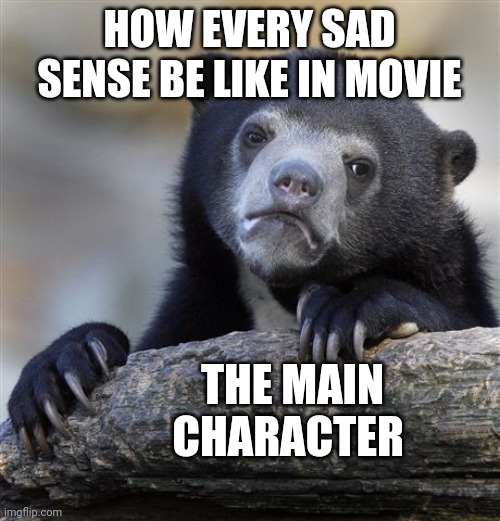 HOW EVERY SAD
SENSE BE LIKE IN MOVIE
THE MAIN
CHARACTER
imgflip.com